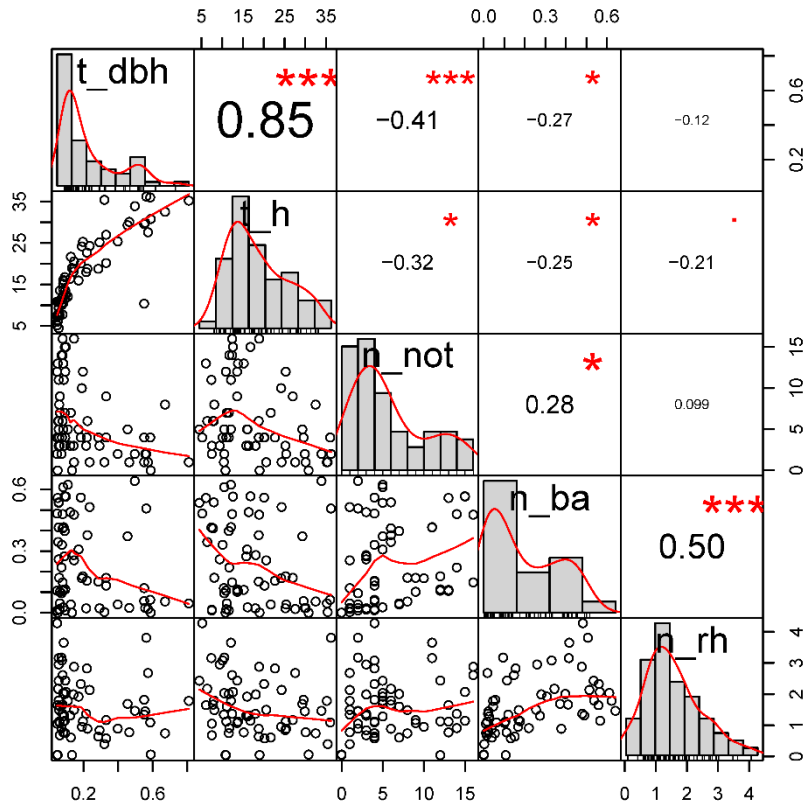 5 15 25 35 0.0 0.3 0.6
t_dbh *** *** *
0.85 −0.41 −0.27 −0.12
0.2 0.6
5 15 25 35
t_h * * .
−0.32 −0.25 −0.21
n_not *
0.28 0.099
0 5 10 15
0.0 0.3 0.6
n_ba ***
0.50
n_rh
0 1 2 3 4
0.2 0.6 0 5 10 15 0 1 2 3 4